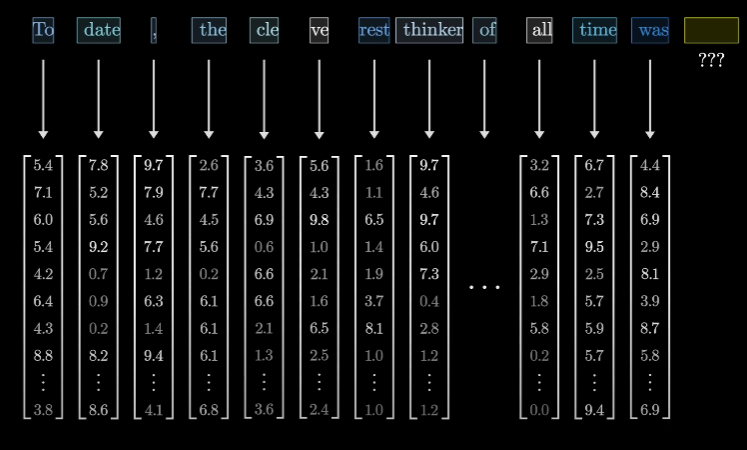 To date, the cleverest thinker of all time was
???
5.4 7.8 9.7 2.6 3.6 5.6 1.6 9.7 3.2 6.7 4.4
7.1 5.2 7.9 7.7 4.3 4.3 1.1 4.6 6.6 2.7 8.4
6.0 5.6 4.6 4.5 6.9 9.8 6.5 9.7 1.3 7.3 6.9
5.4 9.2 7.7 5.6 0.6 1.0 1.4 6.0 7.1 9.5 2.9
4.2 0.7 1.2 0.2 6.6 2.1 1.9 7.3 ... 2.9 2.5 8.1
6.4 0.9 6.3 6.1 6.6 1.6 3.7 0.4 1.8 5.7 3.9
4.3 0.2 1.4 6.1 2.1 6.5 8.1 2.8 5.8 5.9 8.7
8.8 8.2 9.4 6.1 1.3 2.5 1.0 1.2 0.2 5.7 5.8
⋮ ⋮ ⋮ ⋮ ⋮ ⋮ ⋮ ⋮ ⋮ ⋮ ⋮
3.8 8.6 4.1 6.8 3.6 2.4 1.0 1.2 0.0 9.4 6.9